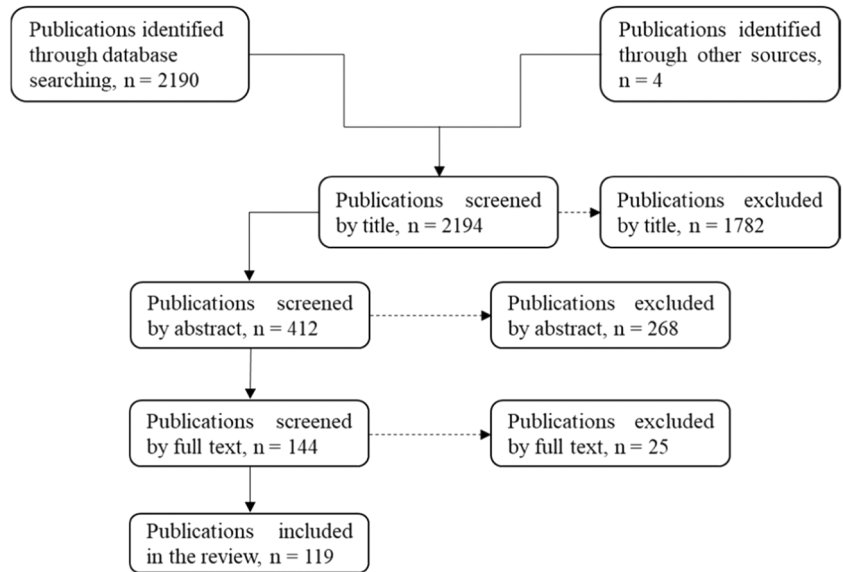 Publications identified
through database
searching, n = 2190
Publications identified
through other sources,
n = 4
Publications screened
by title, n = 2194
Publications excluded
by title, n = 1782
Publications screened
by abstract, n = 412
Publications excluded
by abstract, n = 268
Publications screened
by full text, n = 144
Publications excluded
by full text, n = 25
Publications included
in the review, n = 119